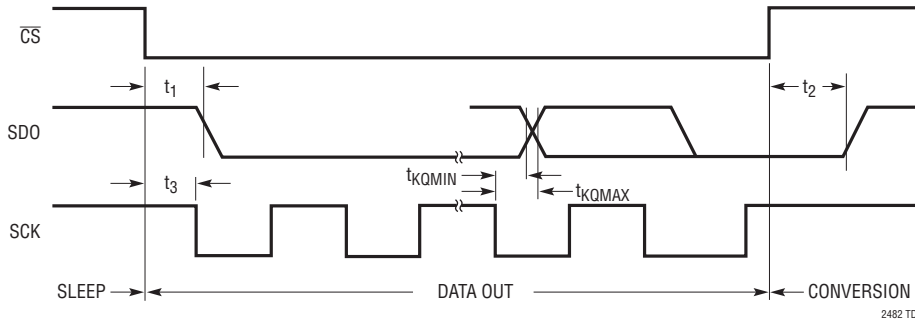 CS
t1
t2
SDO
t3
tKQMIN
tKQMAX
SCK
SLEEP
DATA OUT
CONVERSION
2482 TD